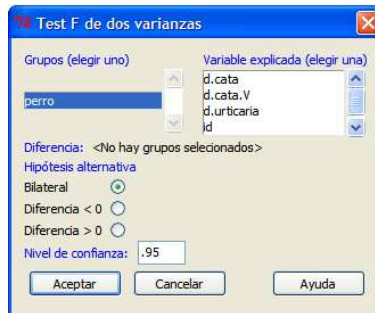 Test F de dos varianzas
Grupos (elegir uno)
Variable explicada (elegir una)
perro
d.cata
d.cata.V
d.urticaria
id
Diferencia: <No hay grupos selecionados>
Hipótesis alternativa
Bilateral
Diferencia < 0
Diferencia > 0
Nivel de confianza: .95
Aceptar Cancelar Ayuda